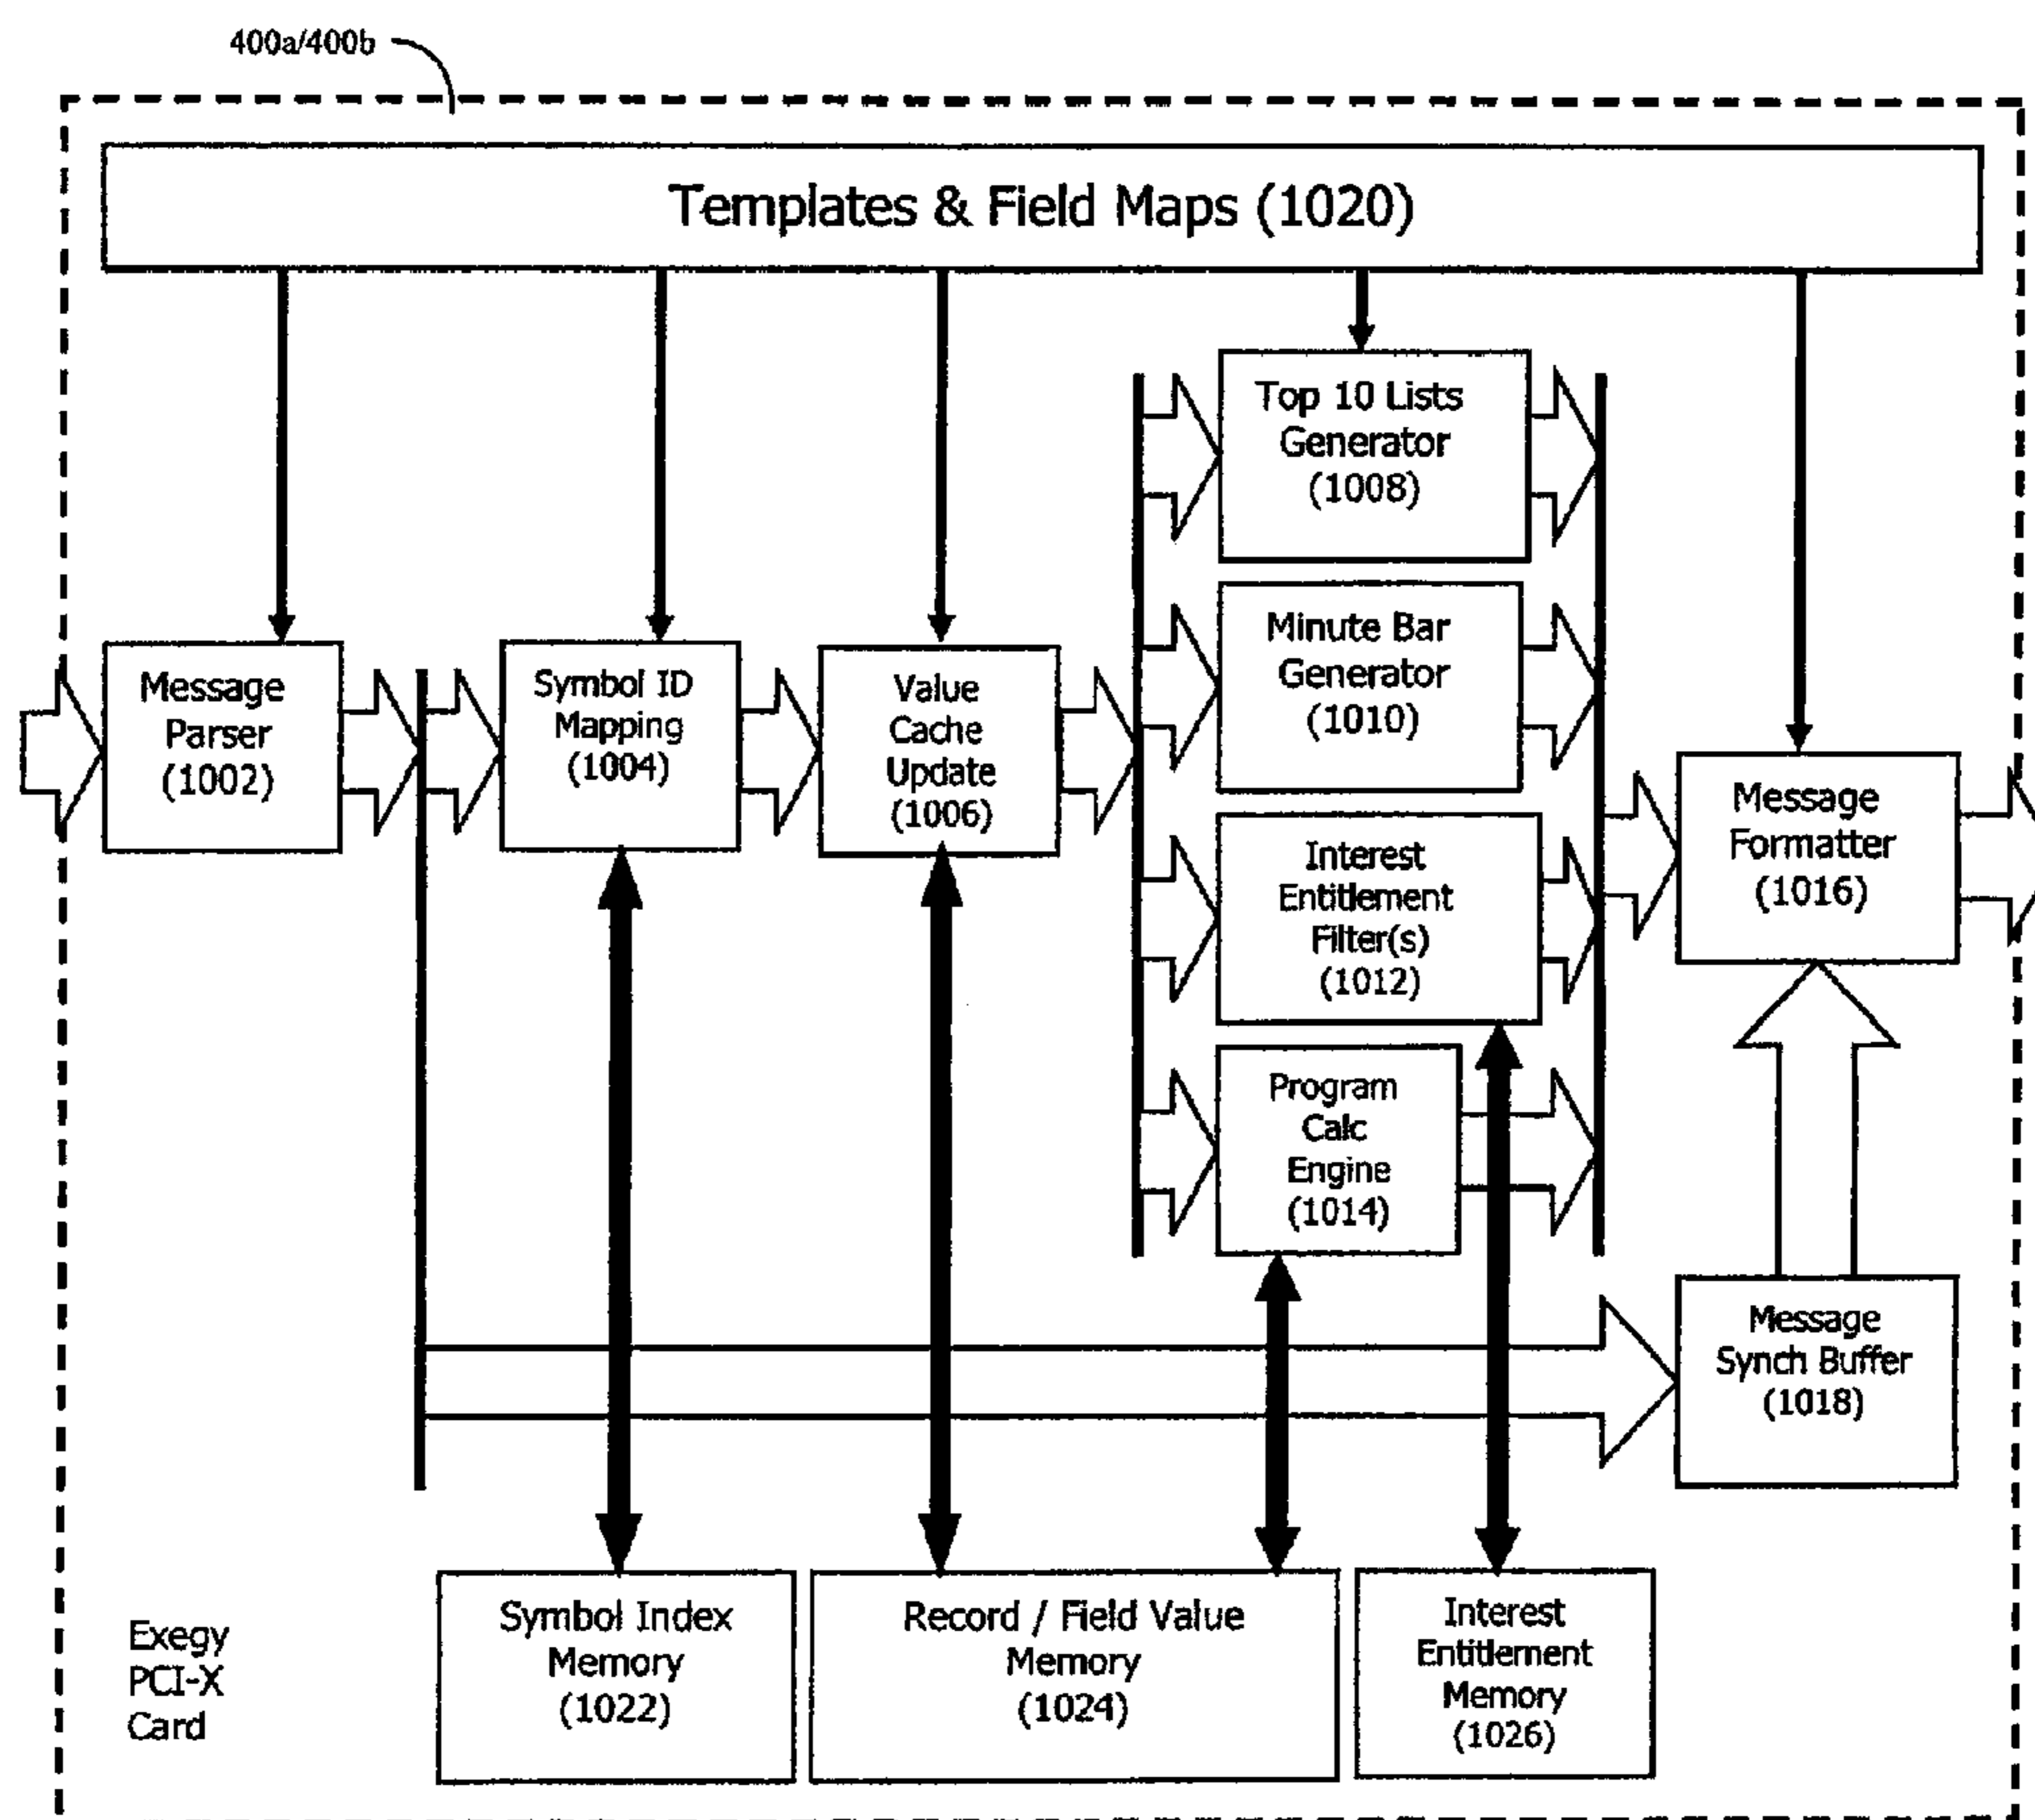 400a/400b
Templates & Field Maps (1020)
Top 10 Lists
Generator
(1008)
Minute Bar
Generator
(1010)
Message
Parser
(1002)
Symbol ID
Mapping
(1004)
Value
Cache
Update
(1006)
Interest
Entitlement
Filter(s)
(1012)
Message
Formatter
(1016)
Program
Calc
Engine
(1014)
Message
Synch Buffer
(1018)
Exegy
PCI-X
Card
Symbol Index
Memory
(1022)
Record / Field Value
Memory
(1024)
Interest
Entitlement
Memory
(1026)